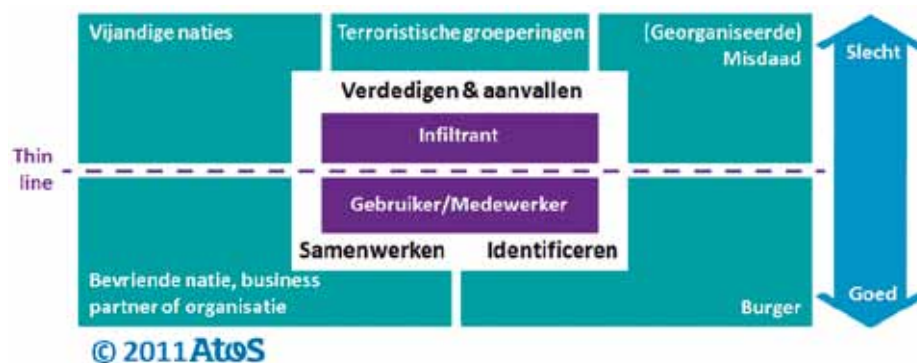 Vijandige naties
Terroristische groeperingen
(Georganiseerde)
Misdaad
Slecht
Verdedigen & aanvallen
Infiltrant
Thin
line
Gebruiker/Medewerker
Samenwerken
Identificeren
Bevriende natie, business
partner of organisatie
Burger
Goed
© 2011 Atos